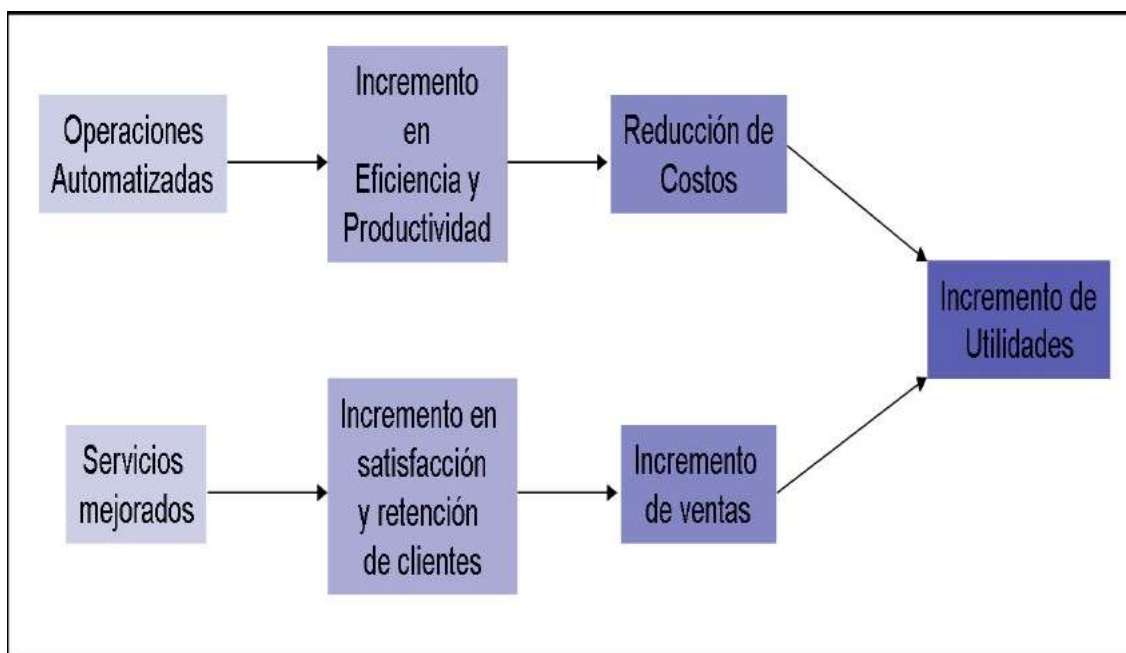 Operaciones
Automatizadas
Incremento
en
Eficiencia y
Productividad
Reducción de
Costos
Servicios
mejorados
Incremento en
satisfacción
y retención
de clientes
Incremento
de ventas
Incremento de
Utilidades